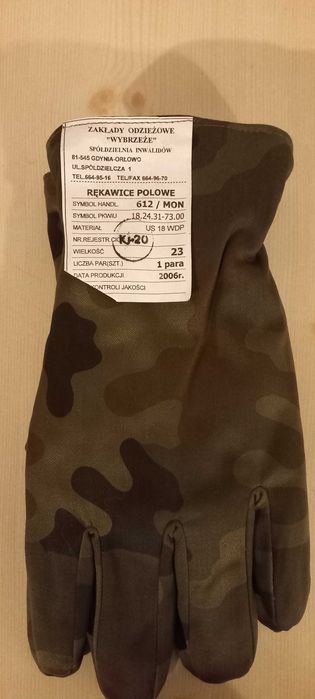 ZAKŁADY ODZIEŻOWE
"WYBRZEŻE"
SPÓŁDZIELNIA INWALIDÓW
81-545 GDYNIA-ORŁOWO
UL.SPÓŁDZIELCZA 1
TEL.664-95-16 TEL/FAX 664-96-70
RĘKAWICE POLOWE
SYMBOL HANDL. 612 / MON
SYMBOL PKWIU 18.24.31-73.00
MATERIAŁ US 18 WDP
NR.REJESTR. KJ-20
WIELKOŚĆ 23
LICZBA PAR(SZT.) 1 para
DATA PRODUKCJI 2006r.
KONTROLI JAKOŚCI